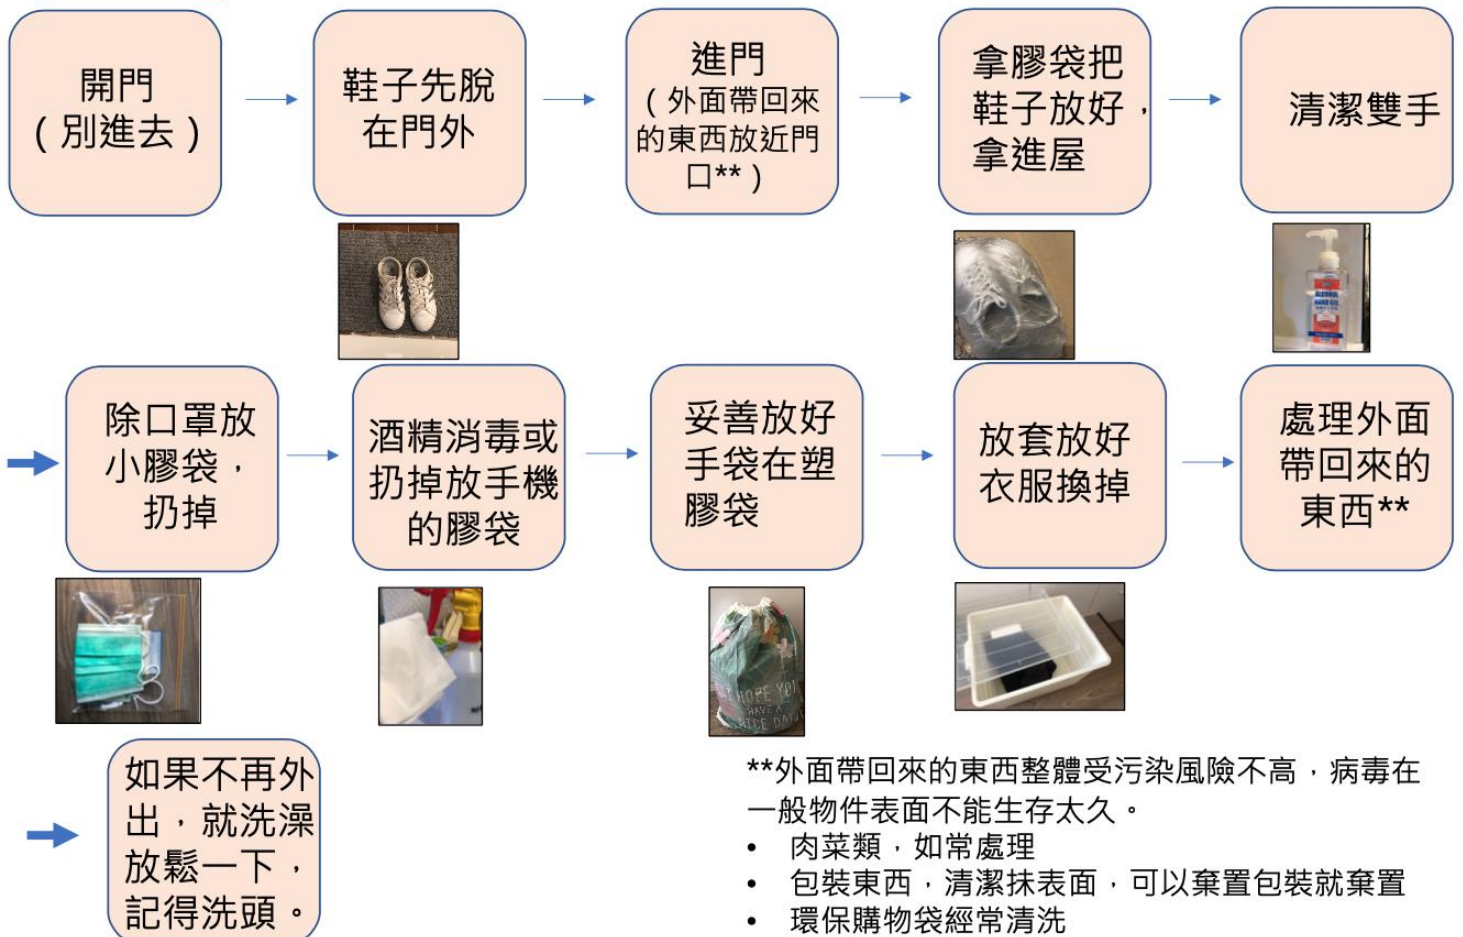 開門
（別進去）
鞋子先脫
在門外
進門
（外面帶回來
的東西放近門
口**）
拿膠袋把
鞋子放好，
拿進屋
清潔雙手
ALCOHOL
HAND GEL
除口罩放
小膠袋，
扔掉
酒精消毒或
扔掉放手機
的膠袋
妥善放好
手袋在塑
膠袋
放套放好
衣服換掉
處理外面
帶回來的
東西**
HOPE YOU
HAVE A
NICE DAY
如果不再外
出，就洗澡
放鬆一下，
記得洗頭。
**外面帶回來的東西整體受污染風險不高，病毒在
一般物件表面不能生存太久。
• 肉菜類，如常處理
• 包裝東西，清潔抹表面，可以棄置包裝就棄置
• 環保購物袋經常清洗